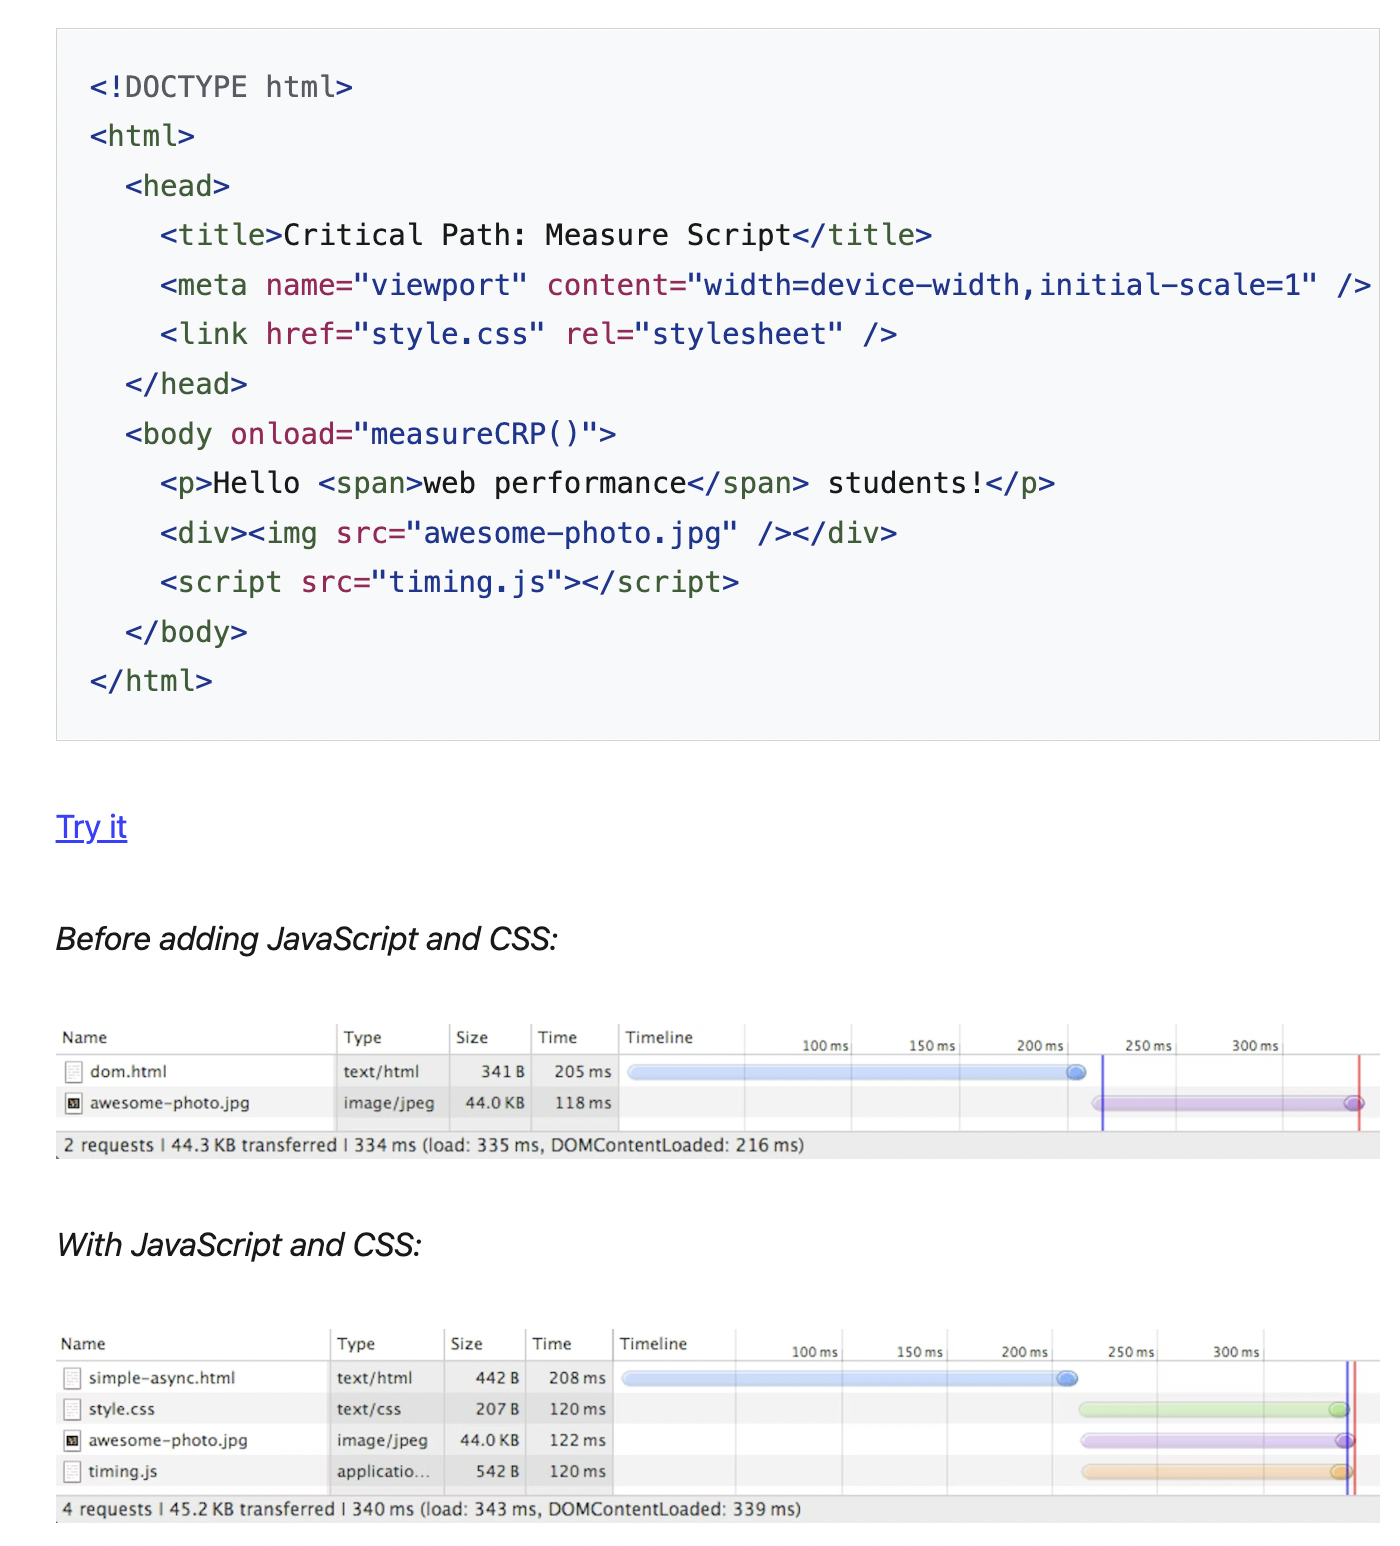 <!DOCTYPE html>
<html>
  <head>
    <title>Critical Path: Measure Script</title>
    <meta name="viewport" content="width=device-width,initial-scale=1" />
    <link href="style.css" rel="stylesheet" />
  </head>
  <body onload="measureCRP()">
    <p>Hello <span>web performance</span> students!</p>
    <div><img src="awesome-photo.jpg" /></div>
    <script src="timing.js"></script>
  </body>
</html>
Try it
Before adding JavaScript and CSS:
Name Type Size Time Timeline 100 ms 150 ms 200 ms 250 ms 300 ms
dom.html text/html 341 B 205 ms
awesome-photo.jpg image/jpeg 44.0 KB 118 ms
2 requests | 44.3 KB transferred | 334 ms (load: 335 ms, DOMContentLoaded: 216 ms)
With JavaScript and CSS:
Name Type Size Time Timeline 100 ms 150 ms 200 ms 250 ms 300 ms
simple-async.html text/html 442 B 208 ms
style.css text/css 207 B 120 ms
awesome-photo.jpg image/jpeg 44.0 KB 122 ms
timing.js applicatio... 542 B 120 ms
4 requests | 45.2 KB transferred | 340 ms (load: 343 ms, DOMContentLoaded: 339 ms)